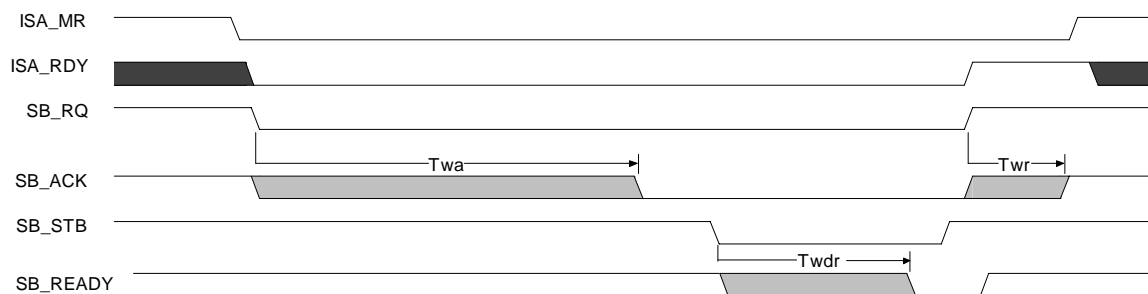 ISA_MR
ISA_RDY
SB_RQ
Twa
Twr
SB_ACK
SB_STB
Twdr
SB_READY